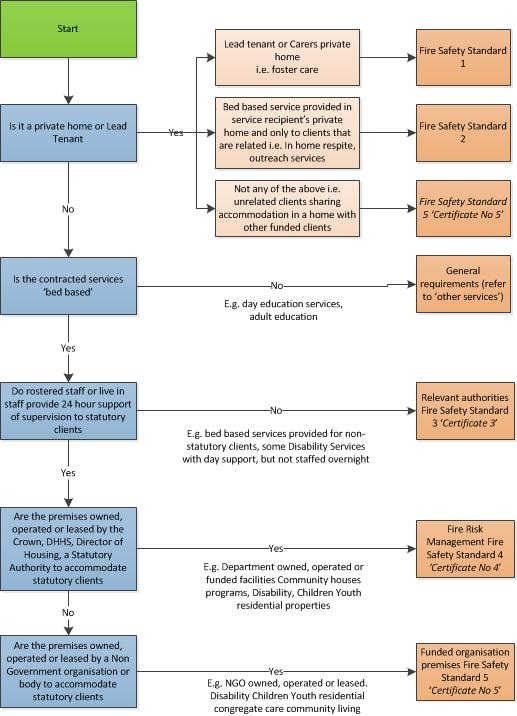 Start
Lead tenant or Carers private
home
i.e. foster care
Fire Safety Standard
1
Is it a private home or Lead
Tenant
Yes
Bed based service provided in
service recipient's private
home and only to clients that
are related i.e. In home respite,
outreach services
Fire Safety Standard
2
Not any of the above i.e.
unrelated clients sharing
accommodation in a home with
other funded clients
Fire Safety Standard
5 'Certificate No 5'
No
Is the contracted services
'bed based'
No
E.g. day education services,
adult education
General
requirements (refer
to 'other services')
Yes
Do rostered staff or live in
staff provide 24 hour support
of supervision to statutory
clients
No
E.g. bed based services provided for non-
statutory clients, some Disability Services
with day support, but not staffed overnight
Relevant authorities
Fire Safety Standard
3 'Certificate 3'
Yes
Are the premises owned,
operated or leased by the
Crown, DHHS, Director of
Housing, a Statutory
Authority to accommodate
statutory clients
Yes
E.g. Department owned, operated or
funded facilities Community houses
programs, Disability, Children Youth
residential properties
Fire Risk
Management Fire
Safety Standard 4
'Certificate No 4'
No
Are the premises owned,
operated or leased by a Non
Government organisation or
body to accommodate
statutory clients
Yes
E.g. NGO owned, operated or leased.
Disability Children Youth residential
congregate care community living
Funded organisation
premises Fire Safety
Standard 5
'Certificate No 5'